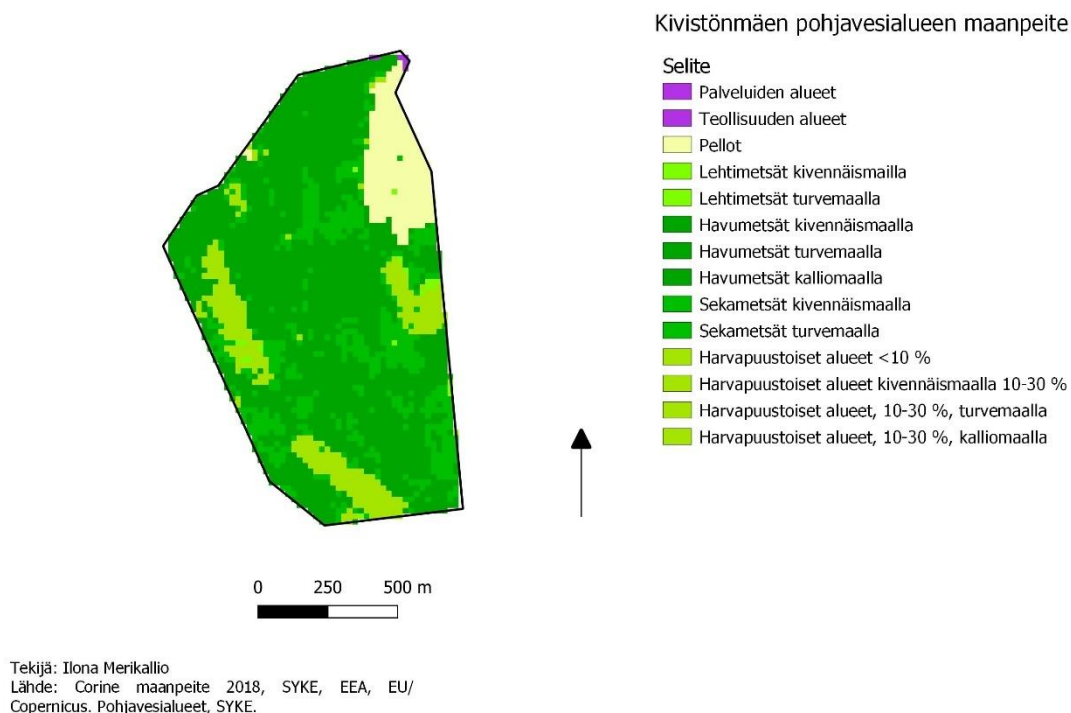 Kivistönmäen pohjavesialueen maanpeite
Selite
Palveluiden alueet
Teollisuuden alueet
Pellot
Lehtimetsät kivennäismailla
Lehtimetsät turvemaalla
Havumetsät kivennäismaalla
Havumetsät turvemaalla
Havumetsät kalliomaalla
Sekametsät kivennäismaalla
Sekametsät turvemaalla
Harvapuustoiset alueet <10 %
Harvapuustoiset alueet kivennäismaalla 10-30 %
Harvapuustoiset alueet, 10-30 %, turvemaalla
Harvapuustoiset alueet, 10-30 %, kalliomaalla
0 250 500 m
Tekijä: Ilona Merikallio
Lähde: Corine maanpeite 2018, SYKE, EEA, EU/
Copernicus. Pohjavesialueet, SYKE.